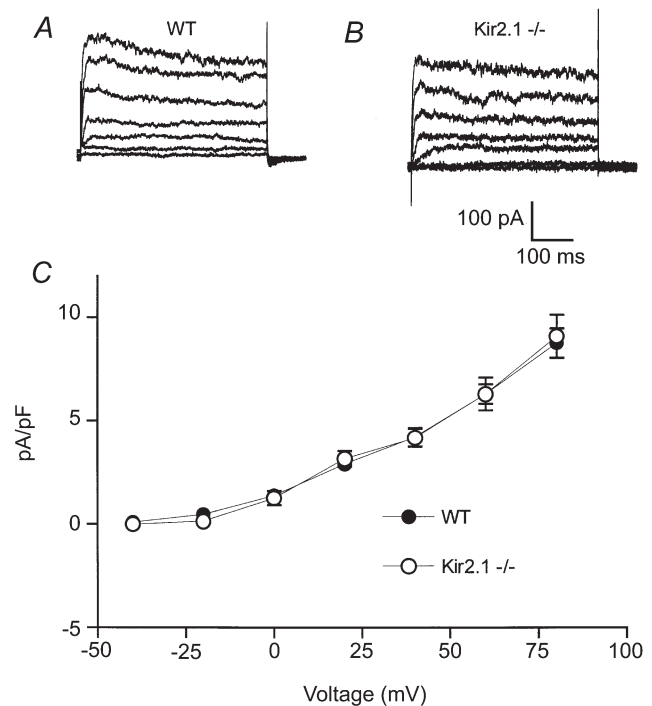 A
WT
B
Kir2.1 -/-
100 pA
100 ms
C
10
5
0
-5
pA/pF
WT
Kir2.1 -/-
-50
-25
0
25
50
75
100
Voltage (mV)